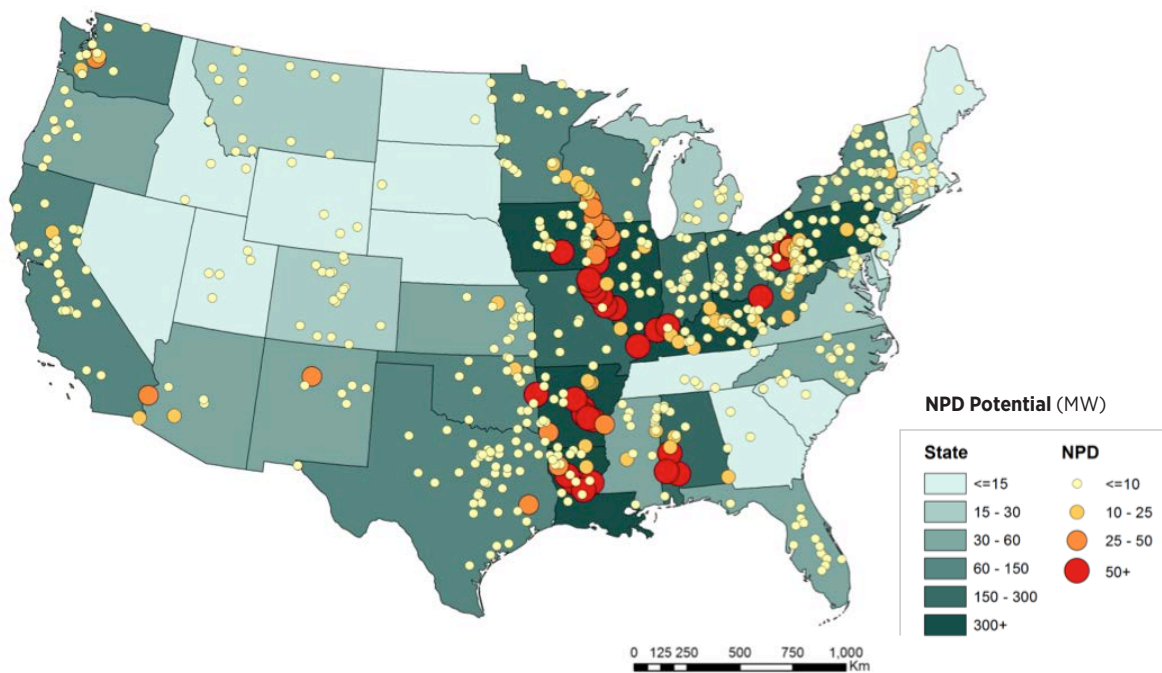 NPD Potential (MW)
State NPD
<=15 <=10
15 - 30 10 - 25
30 - 60 25 - 50
60 - 150 50+
150 - 300
300+
0 125 250 500 750 1,000
Km